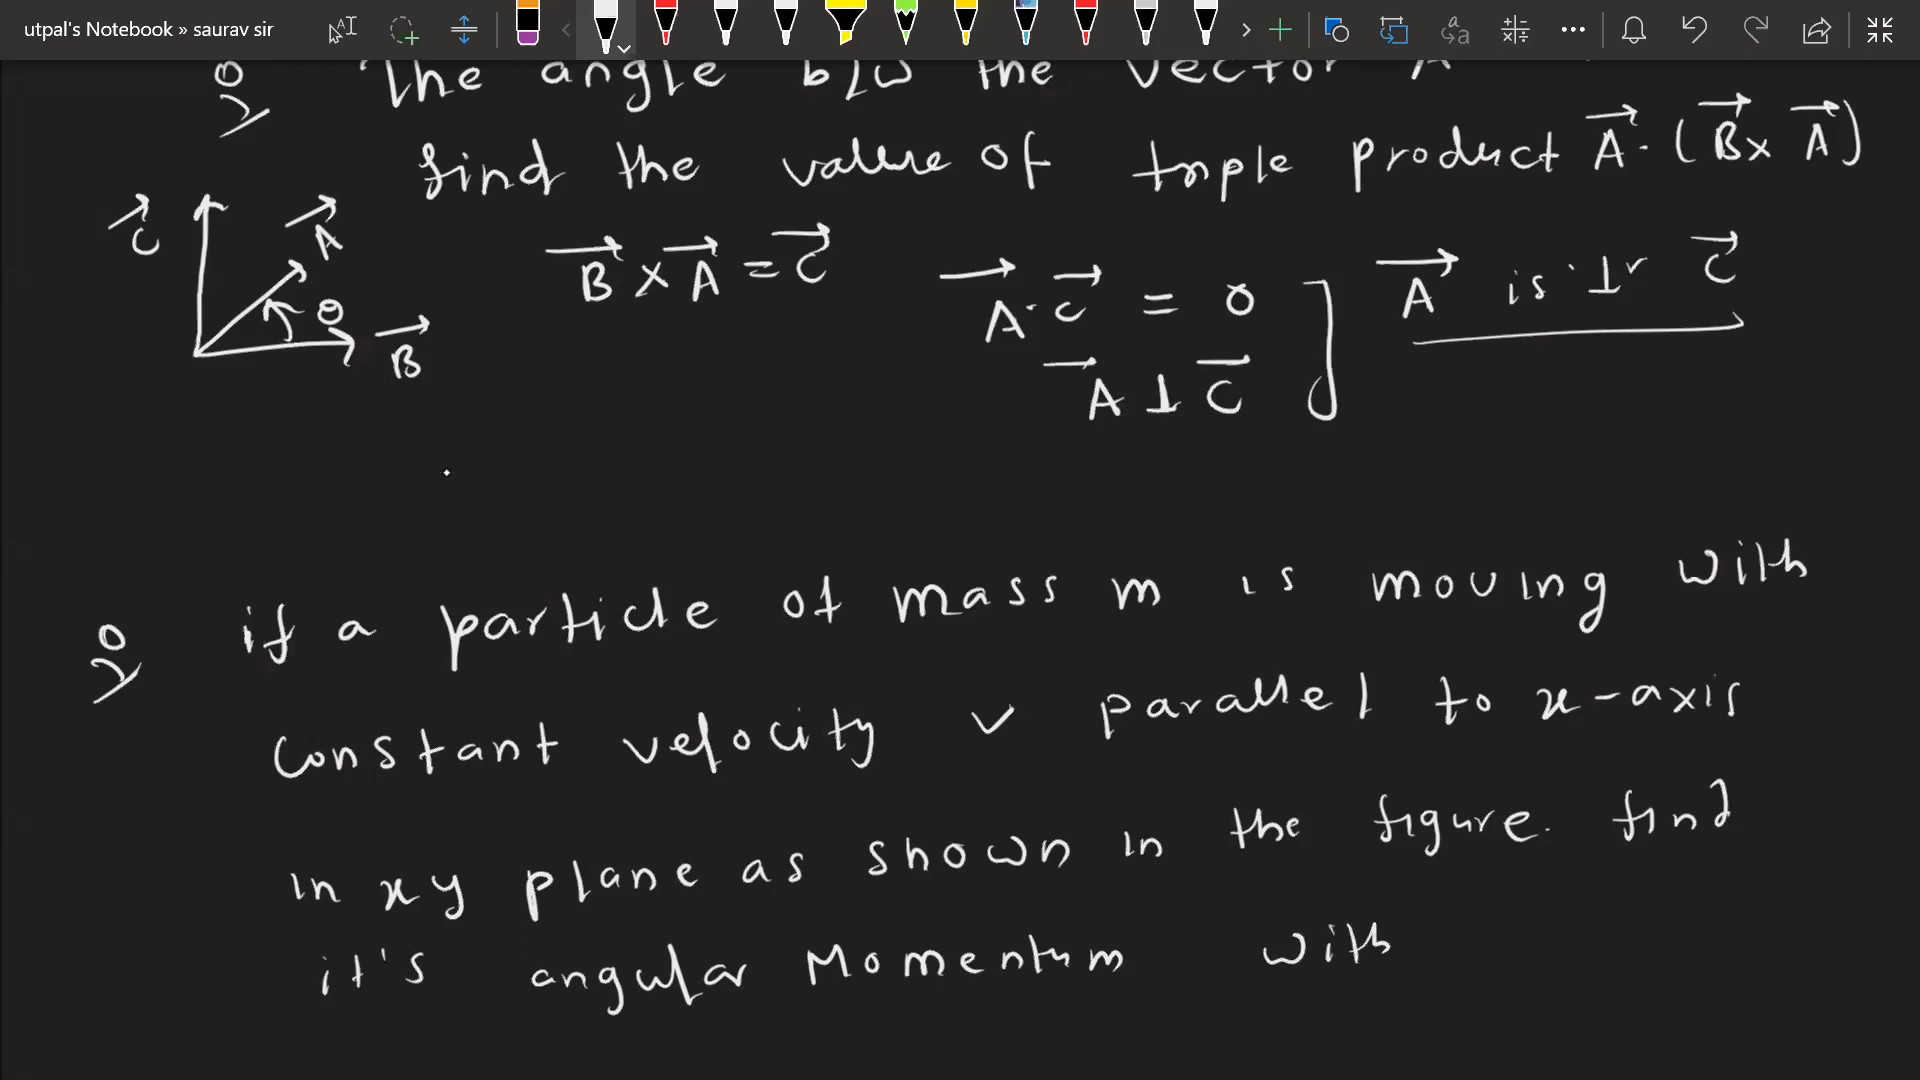 utpal's Notebook » saurav sir
Q The angle b/w the vector A
find the value of triple product A⃗ · (B⃗ × A⃗)
C⃗ A⃗ θ B⃗
B⃗ × A⃗ = C⃗
A⃗ · C⃗ = 0
A⃗ ⊥ C⃗
A⃗ is ⊥r C⃗
Q if a particle of mass m is moving with
constant velocity v parallel to x-axis
in xy plane as shown in the figure. find
it's angular Momentum with